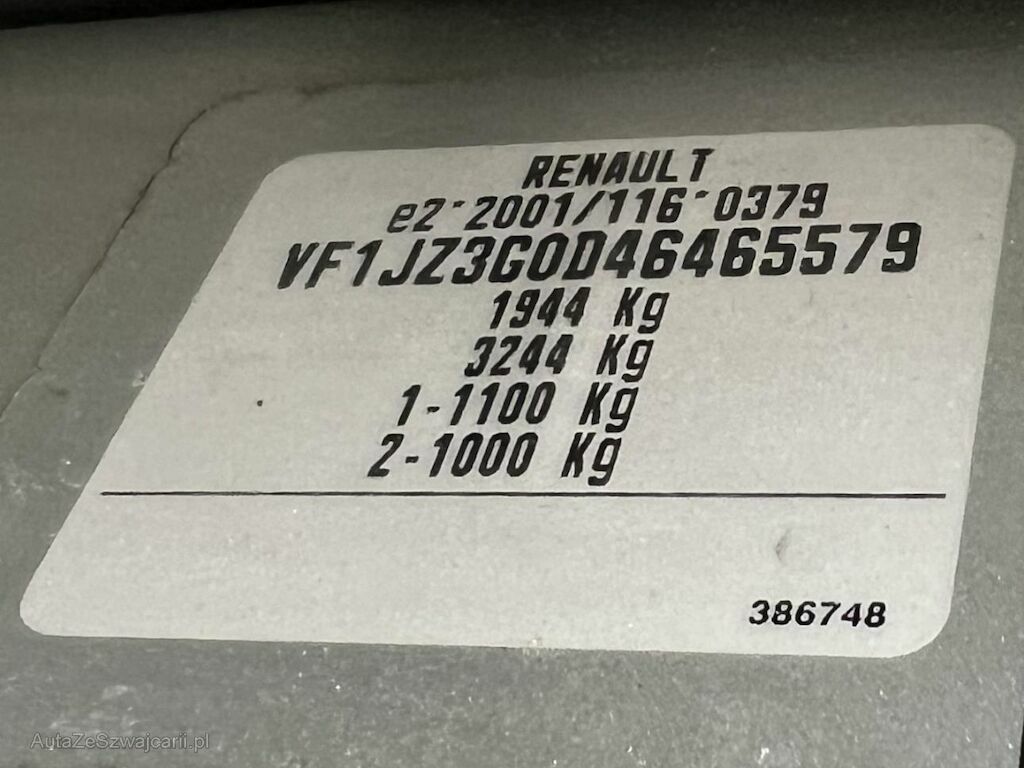 RENAULT
e2*2001/116*0379
VF1JZ3G0D46465579
1944 Kg
3244 Kg
1-1100 Kg
2-1000 Kg
386748
AutaZeSzwajcarii.pl